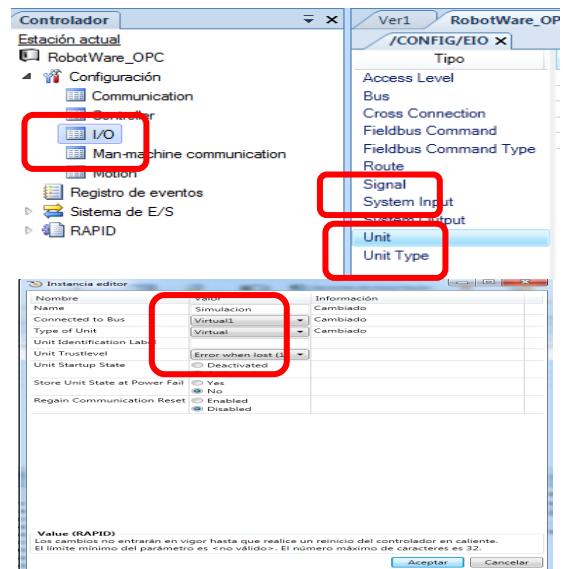 Controlador
Estación actual
RobotWare_OPC
Configuración
Communication
Controller
I/O
Man-machine communication
Motion
Registro de eventos
Sistema de E/S
RAPID
Ver1 RobotWare_OP
/CONFIG/EIO
Tipo
Access Level
Bus
Cross Connection
Fieldbus Command
Fieldbus Command Type
Route
Signal
System Input
System Output
Unit
Unit Type
Instancia editor
Nombre Valor Información
Name Simulacion Cambiado
Connected to Bus Virtual1 Cambiado
Type of Unit Virtual Cambiado
Unit Identification Label
Unit Trustlevel Error when lost (1
Unit Startup State Deactivated
Store Unit State at Power Fail Yes
No
Regain Communication Reset Enabled
Disabled
Value (RAPID)
Los cambios no entrarán en vigor hasta que realice un reinicio del controlador en caliente.
El límite mínimo del parámetro es <no válido>. El número máximo de caracteres es 32.
Aceptar Cancelar